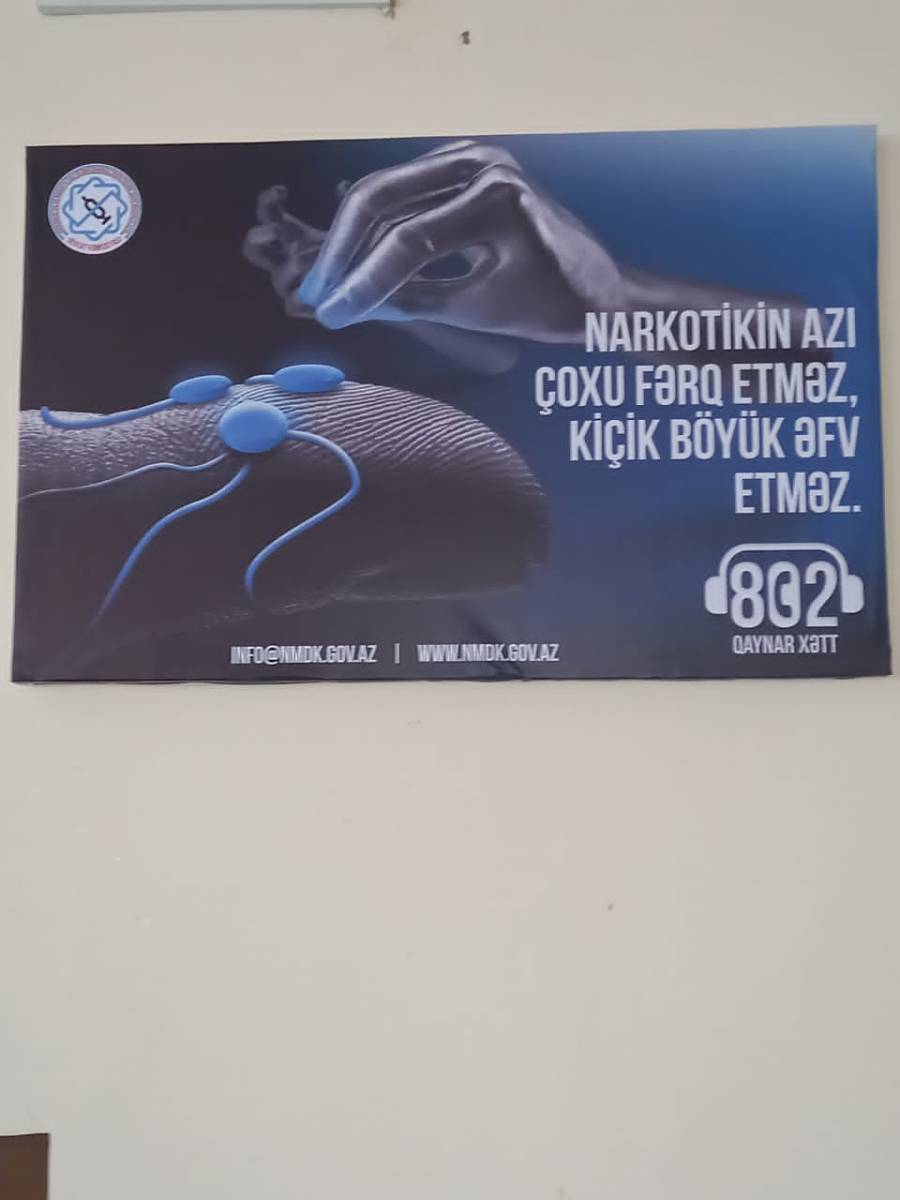 NARKOTİKİN AZI
ÇOXU FƏRQ ETMƏZ,
KİÇİK BÖYÜK ƏFV
ETMƏZ.
802
QAYNAR XƏTT
INFO@NMDK.GOV.AZ | WWW.NMDK.GOV.AZ